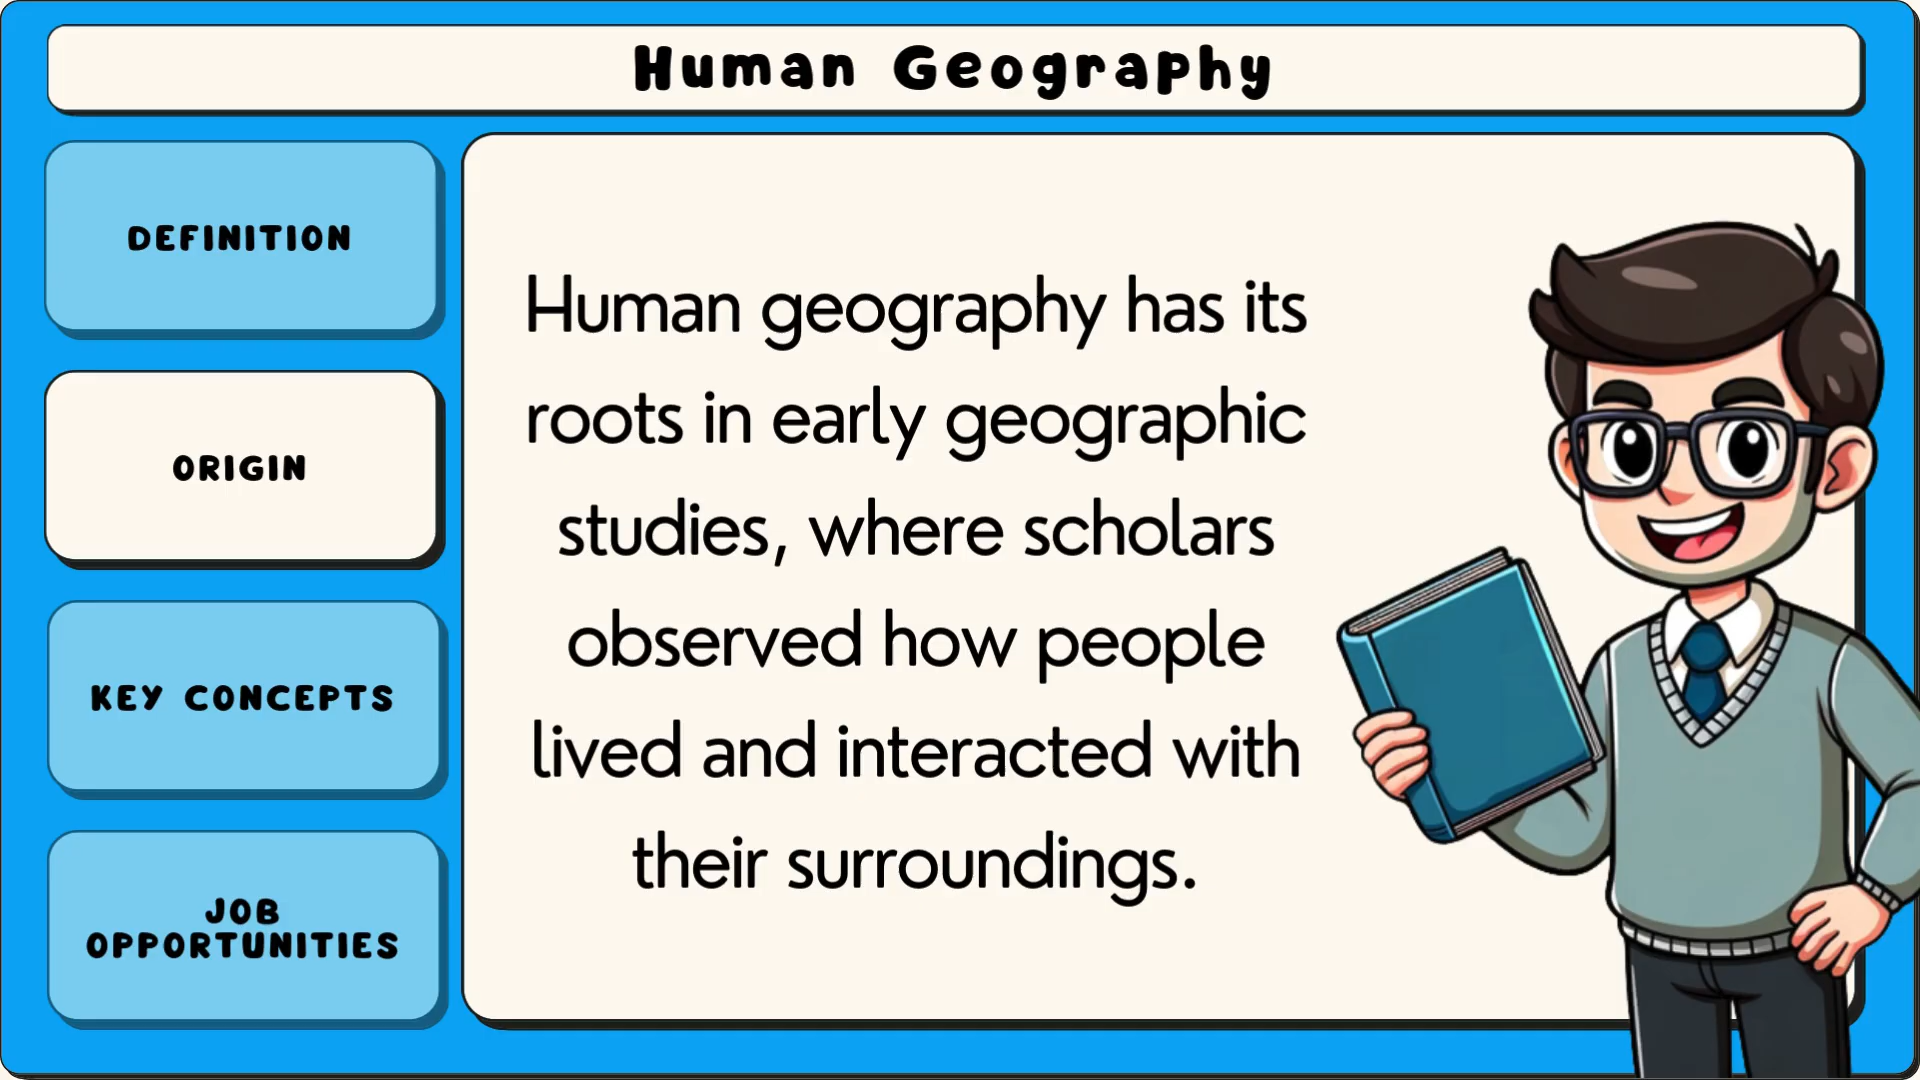 Human Geography
DEFINITION
ORIGIN
KEY CONCEPTS
JOB
OPPORTUNITIES
Human geography has its
roots in early geographic
studies, where scholars
observed how people
lived and interacted with
their surroundings.